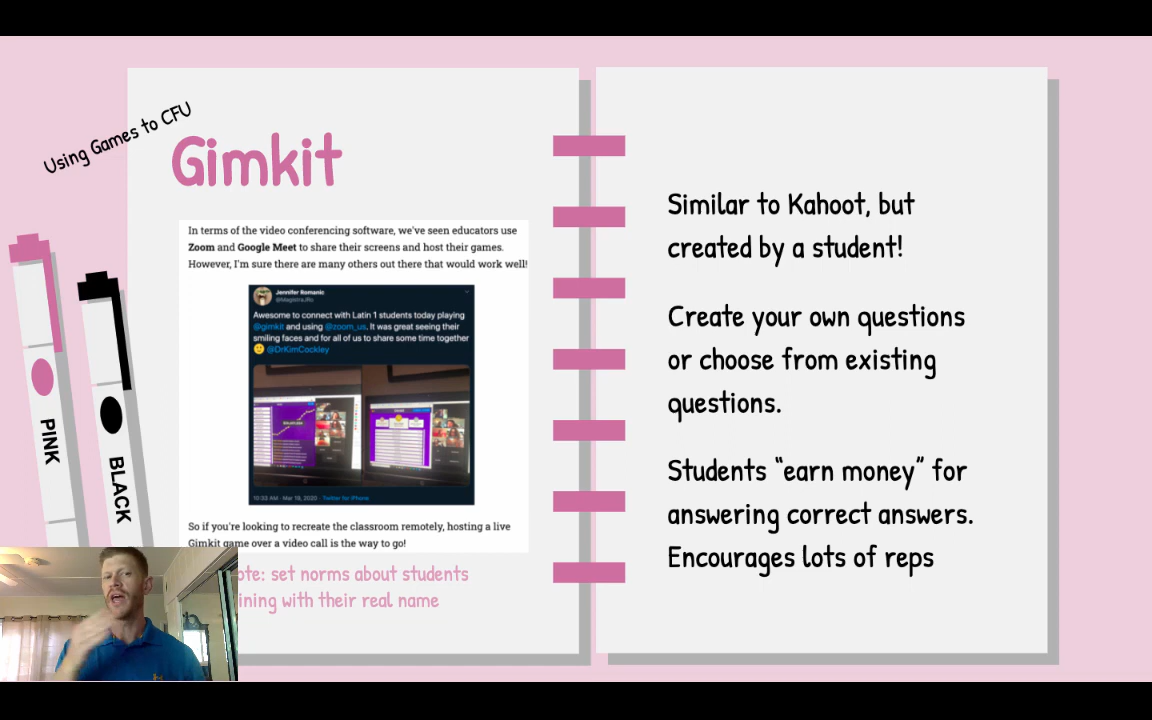 Using Games to CFU
Gimkit
In terms of the video conferencing software, we've seen educators use
Zoom and Google Meet to share their screens and host their games.
However, I'm sure there are many others out there that would work well!
Jennifer Romanic
@MagistraJRo
Awesome to connect with Latin 1 students today playing
@gimkit and using @zoom_us. It was great seeing their
smiling faces and for all of us to share some time together
@DrKimCockley
10:33 AM · Mar 18, 2020 · Twitter for iPhone
So if you're looking to recreate the classroom remotely, hosting a live
Gimkit game over a video call is the way to go!
ote: set norms about students
ining with their real name
PINK
BLACK
Similar to Kahoot, but
created by a student!
Create your own questions
or choose from existing
questions.
Students “earn money” for
answering correct answers.
Encourages lots of reps